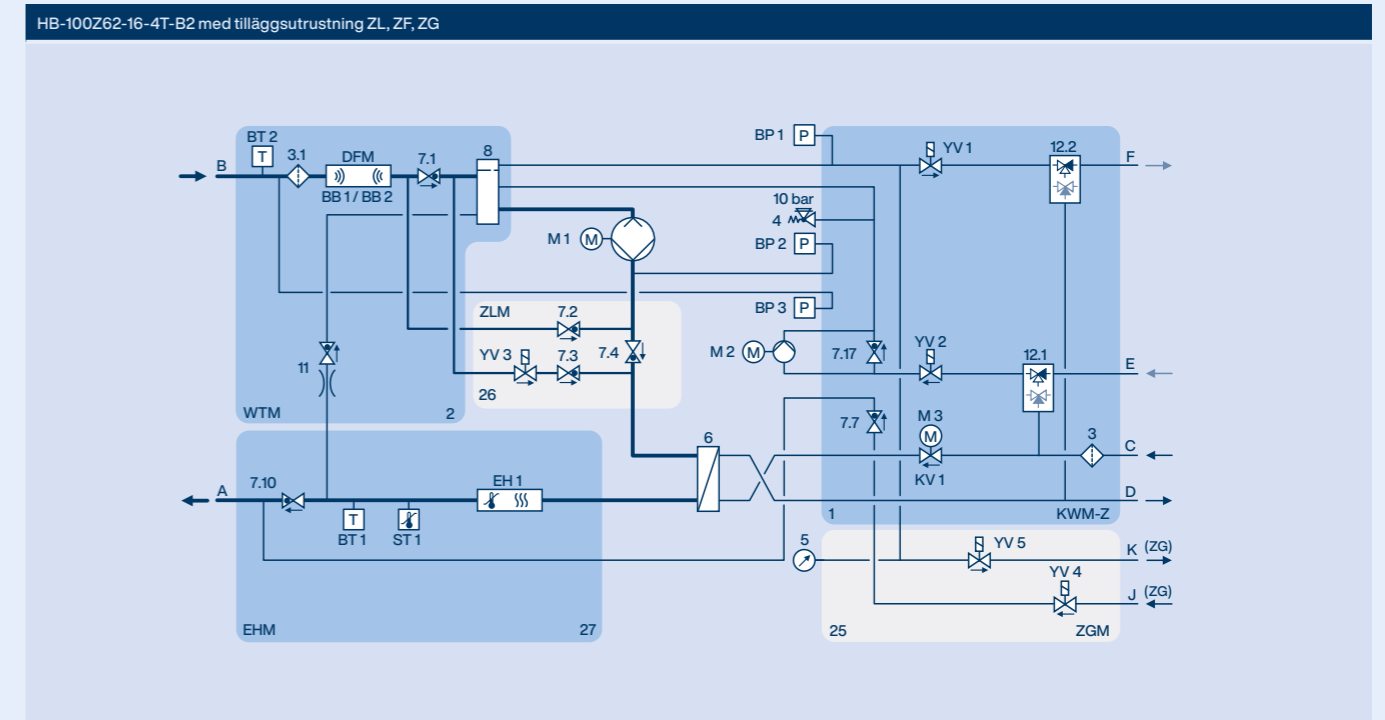 HB-100Z62-16-4T-B2 med tilläggsutrustning ZL, ZF, ZG
BT 2
B
T
3.1
DFM
BB 1 / BB 2
7.1
8
BP 1
P
YV 1
12.2
F
10 bar
4
M 1
M
BP 2
P
BP 3
P
ZLM
7.2
YV 3
7.3
7.4
26
M 2
M
7.17
YV 2
12.1
E
11
WTM
2
7.7
M 3
M
KV 1
3
C
6
7.10
A
EH 1
D
T
BT 1
ST 1
1
KWM-Z
5
YV 5
K (ZG)
YV 4
J (ZG)
EHM
27
25
ZGM